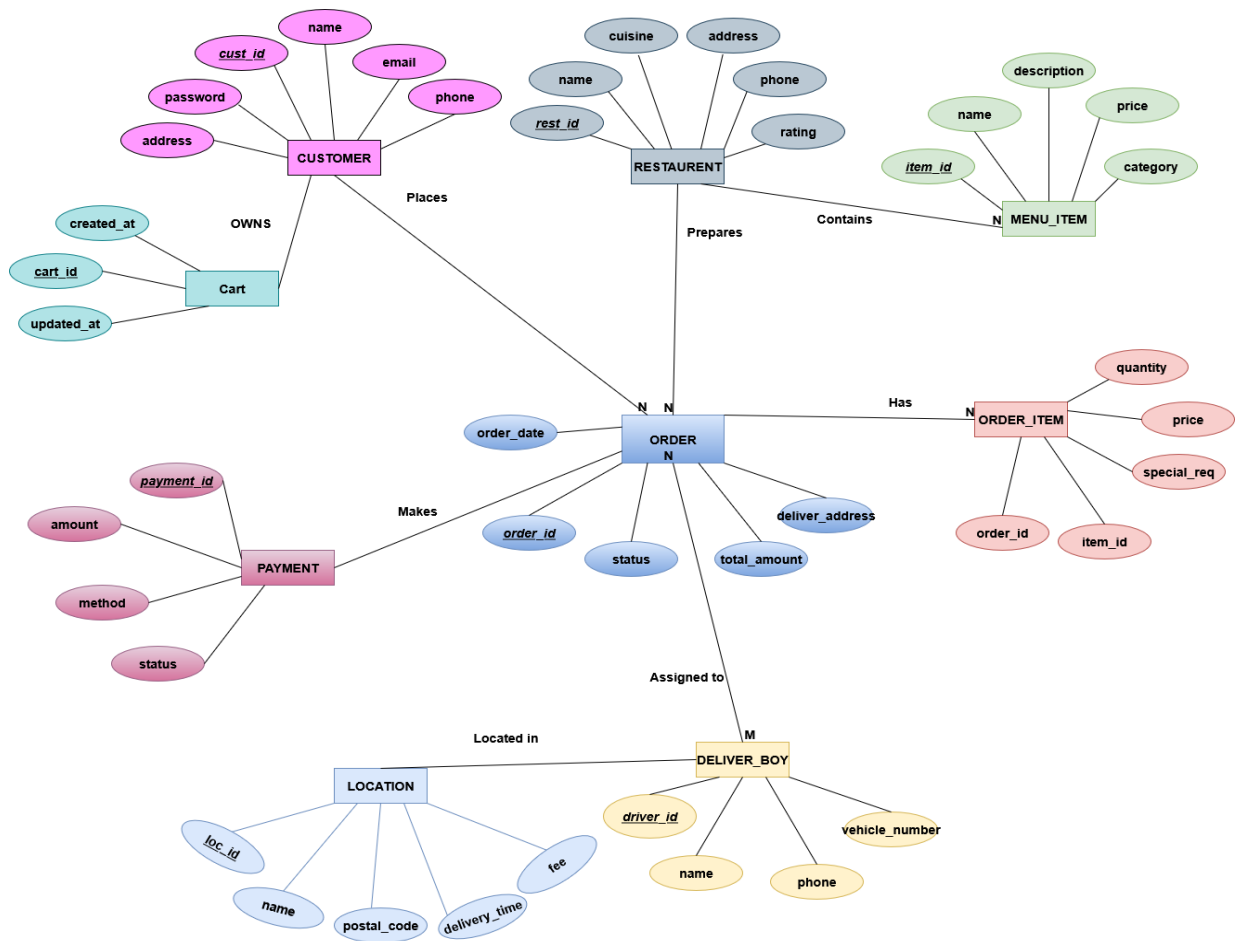 name
cust_id
email
password
phone
address
CUSTOMER
cuisine
address
name
phone
rest_id
rating
RESTAURENT
description
name
price
item_id
category
N
MENU_ITEM
Places
Contains
Prepares
OWNS
created_at
cart_id
Cart
updated_at
quantity
Has
N
ORDER_ITEM
price
special_req
order_id
item_id
N
N
order_date
ORDER
N
deliver_address
order_id
status
total_amount
Makes
payment_id
amount
PAYMENT
method
status
Assigned to
M
DELIVER_BOY
Located in
LOCATION
driver_id
vehicle_number
name
phone
loc_id
name
postal_code
delivery_time
fee